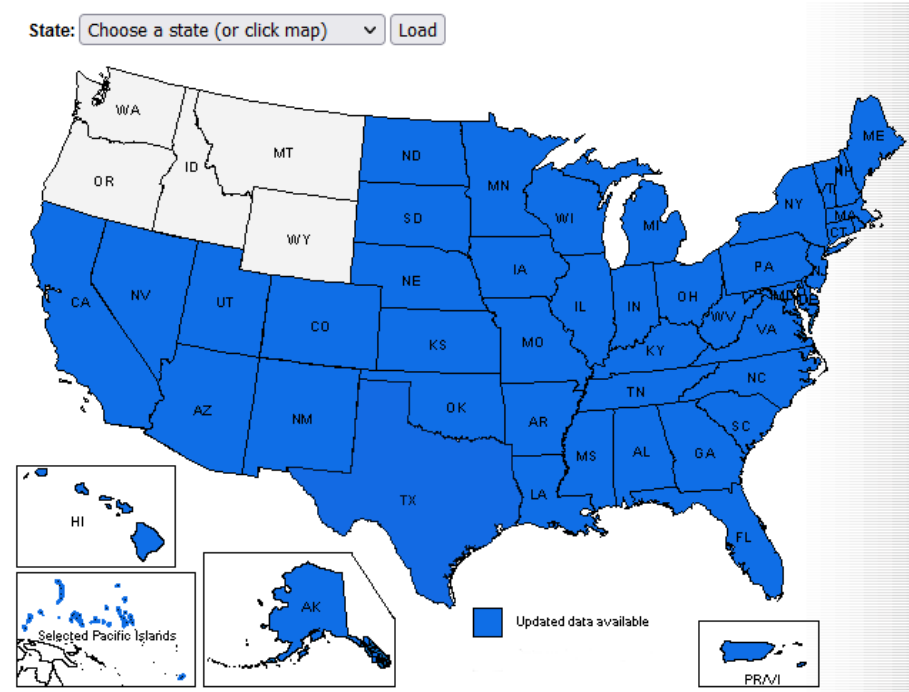 State: Choose a state (or click map) Load
WA
ME
MT
ND
ID
NH
OR
MN
VT
NY
SD
WI
MA
MI
CT
WY
IA
PA
NE
NJ
CA
NV
UT
IL
IN
OH
MD
DE
CO
WV
VA
KS
MO
KY
NC
TN
AZ
NM
OK
AR
SC
MS
AL
GA
TX
LA
HI
FL
AK
Updated data available
Selected Pacific Islands
PR/VI